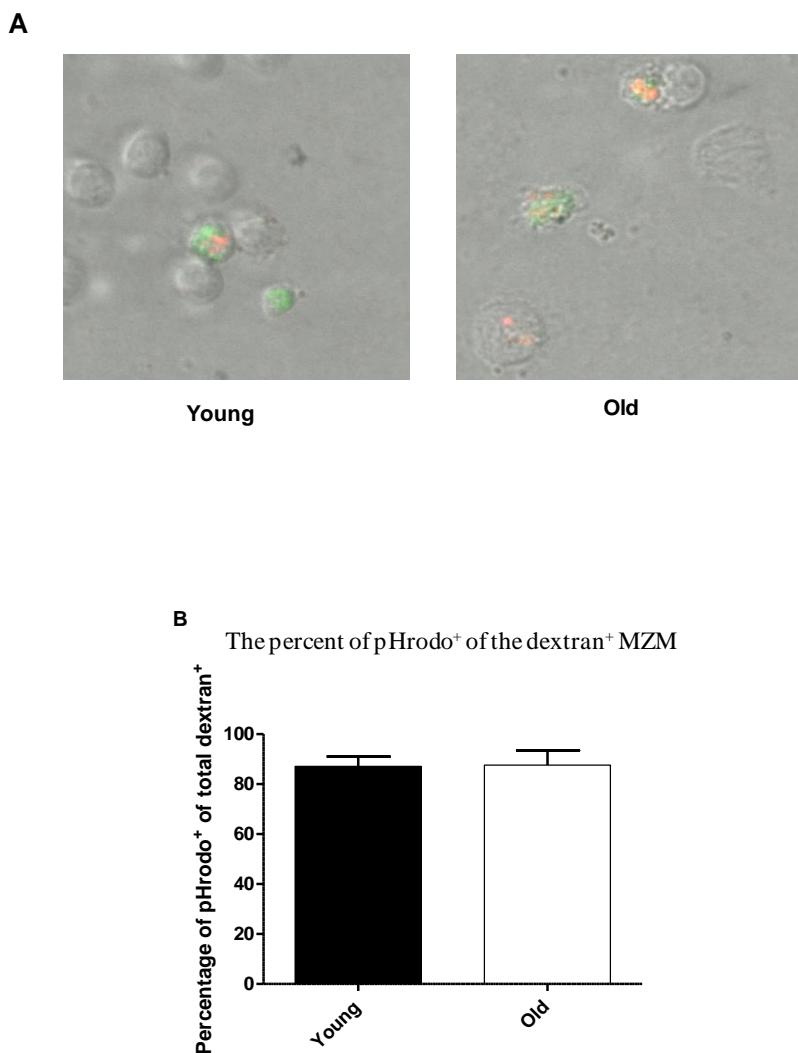 A
Young
Old
B
The percent of pHrodo⁺ of the dextran⁺ MZM
Percentage of pHrodo⁺ of total dextran⁺
100
80
60
40
20
0
Young
Old